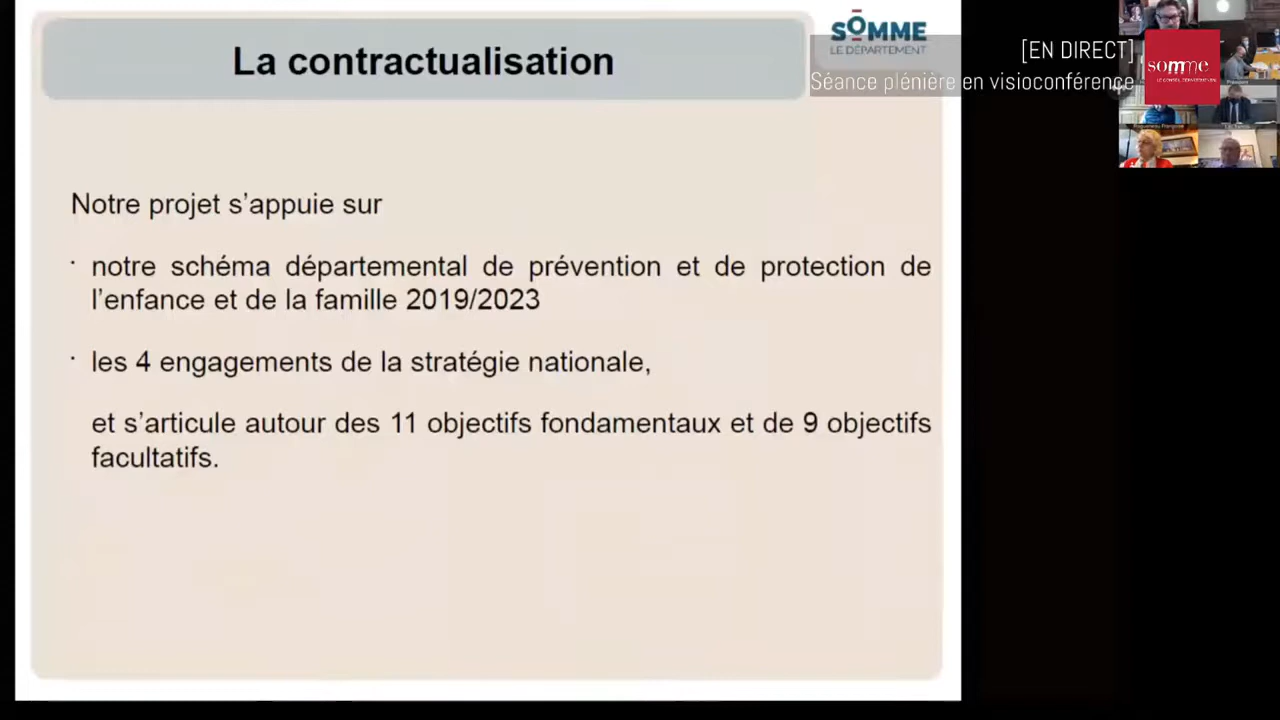 La contractualisation
SOMME
LE DÉPARTEMENT
[EN DIRECT]
Séance plénière en visioconférence
somme
Notre projet s’appuie sur
· notre schéma départemental de prévention et de protection de
l’enfance et de la famille 2019/2023
· les 4 engagements de la stratégie nationale,
et s’articule autour des 11 objectifs fondamentaux et de 9 objectifs
facultatifs.